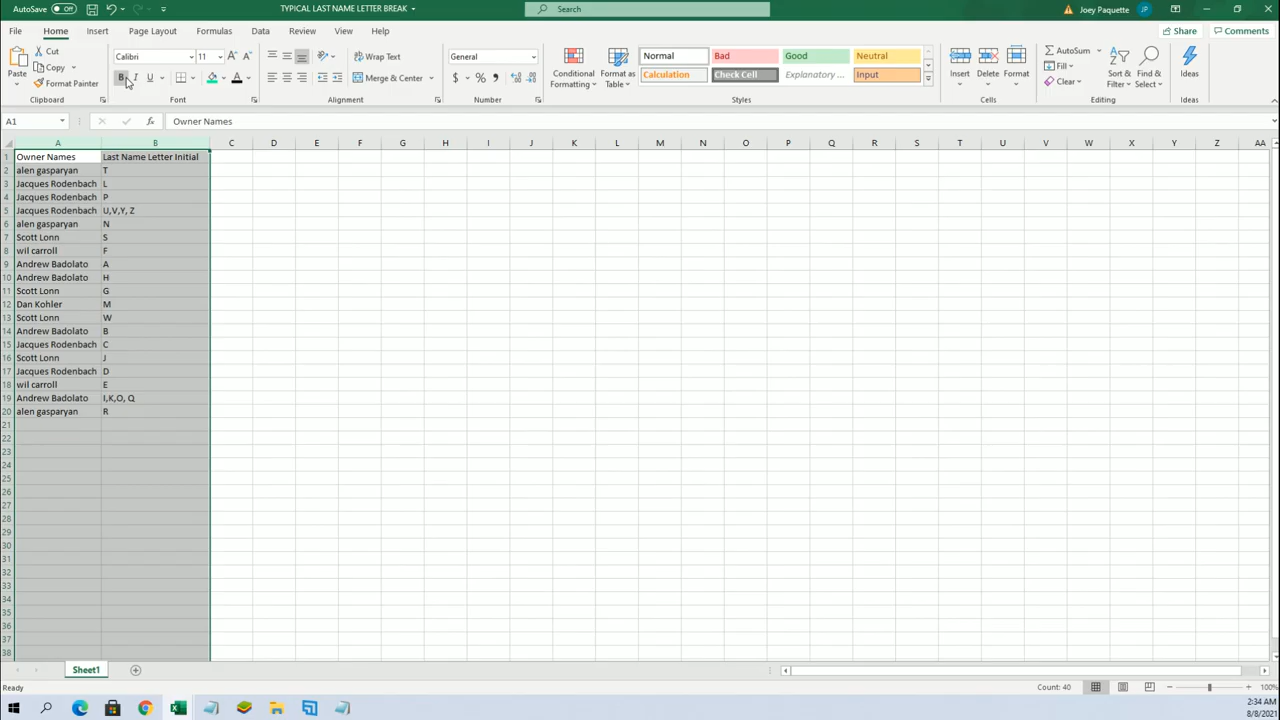 AutoSave Off TYPICAL LAST NAME LETTER BREAK Search Joey Paquette JP
File Home Insert Page Layout Formulas Data Review View Help Share Comments
Paste Cut Copy Format Painter Clipboard
Calibri 11 B I U A Font
Wrap Text Merge & Center Alignment
General $ % Number
Conditional Formatting Format as Table
Normal Bad Good Neutral
Calculation Check Cell Explanatory ... Input
Styles
Insert Delete Format Cells
AutoSum Fill Clear Sort & Filter Find & Select Editing
Ideas Ideas
A1 fx Owner Names
A B C D E F G H I J K L M N O P Q R S T U V W X Y Z AA
1 Owner Names Last Name Letter Initial
2 alen gasparyan T
3 Jacques Rodenbach L
4 Jacques Rodenbach P
5 Jacques Rodenbach U,V,Y, Z
6 alen gasparyan N
7 Scott Lonn S
8 wil carroll F
9 Andrew Badolato A
10 Andrew Badolato H
11 Scott Lonn G
12 Dan Kohler M
13 Scott Lonn W
14 Andrew Badolato B
15 Jacques Rodenbach C
16 Scott Lonn J
17 Jacques Rodenbach D
18 wil carroll E
19 Andrew Badolato I,K,O, Q
20 alen gasparyan R
21
22
23
24
25
26
27
28
29
30
31
32
33
34
35
36
37
38
Sheet1
Ready Count: 40 100%
2:34 AM
8/8/2021